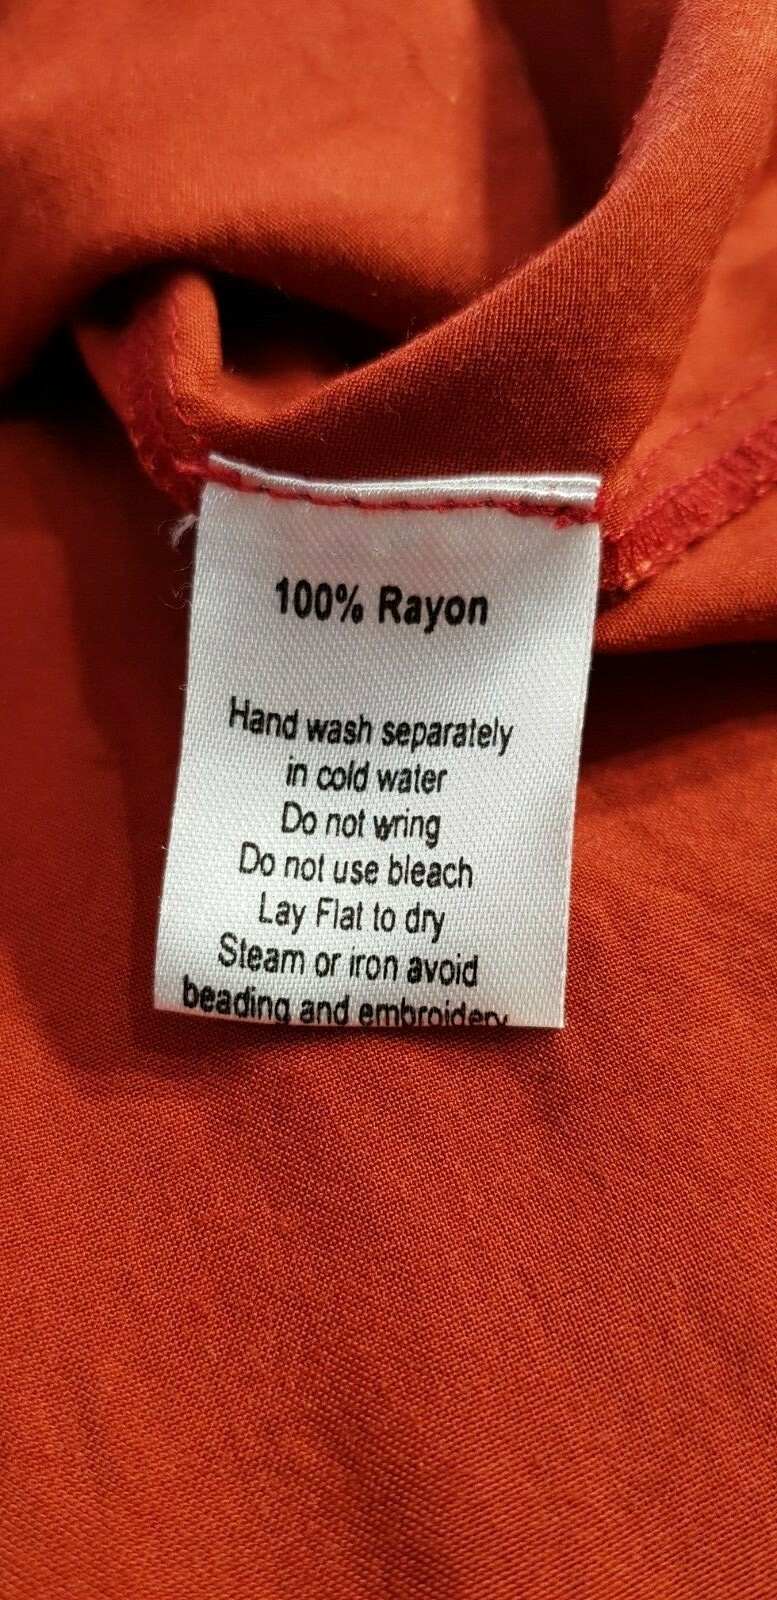 100% Rayon
Hand wash separately
in cold water
Do not wring
Do not use bleach
Lay Flat to dry
Steam or iron avoid
beading and embroidery